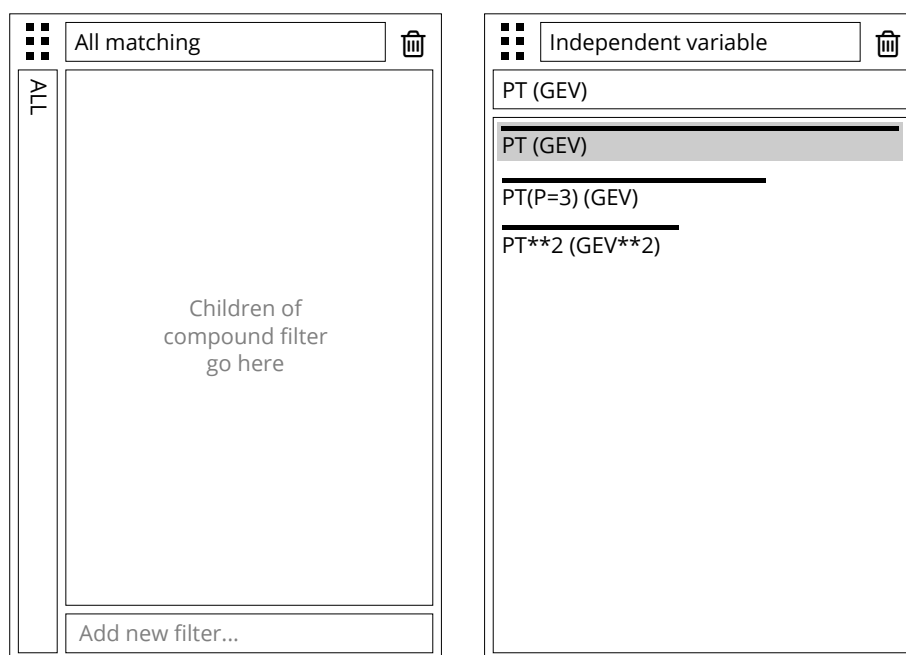 All matching
ALL
Children of
compound filter
go here
Add new filter...
Independent variable
PT (GEV)
PT (GEV)
PT(P=3) (GEV)
PT**2 (GEV**2)